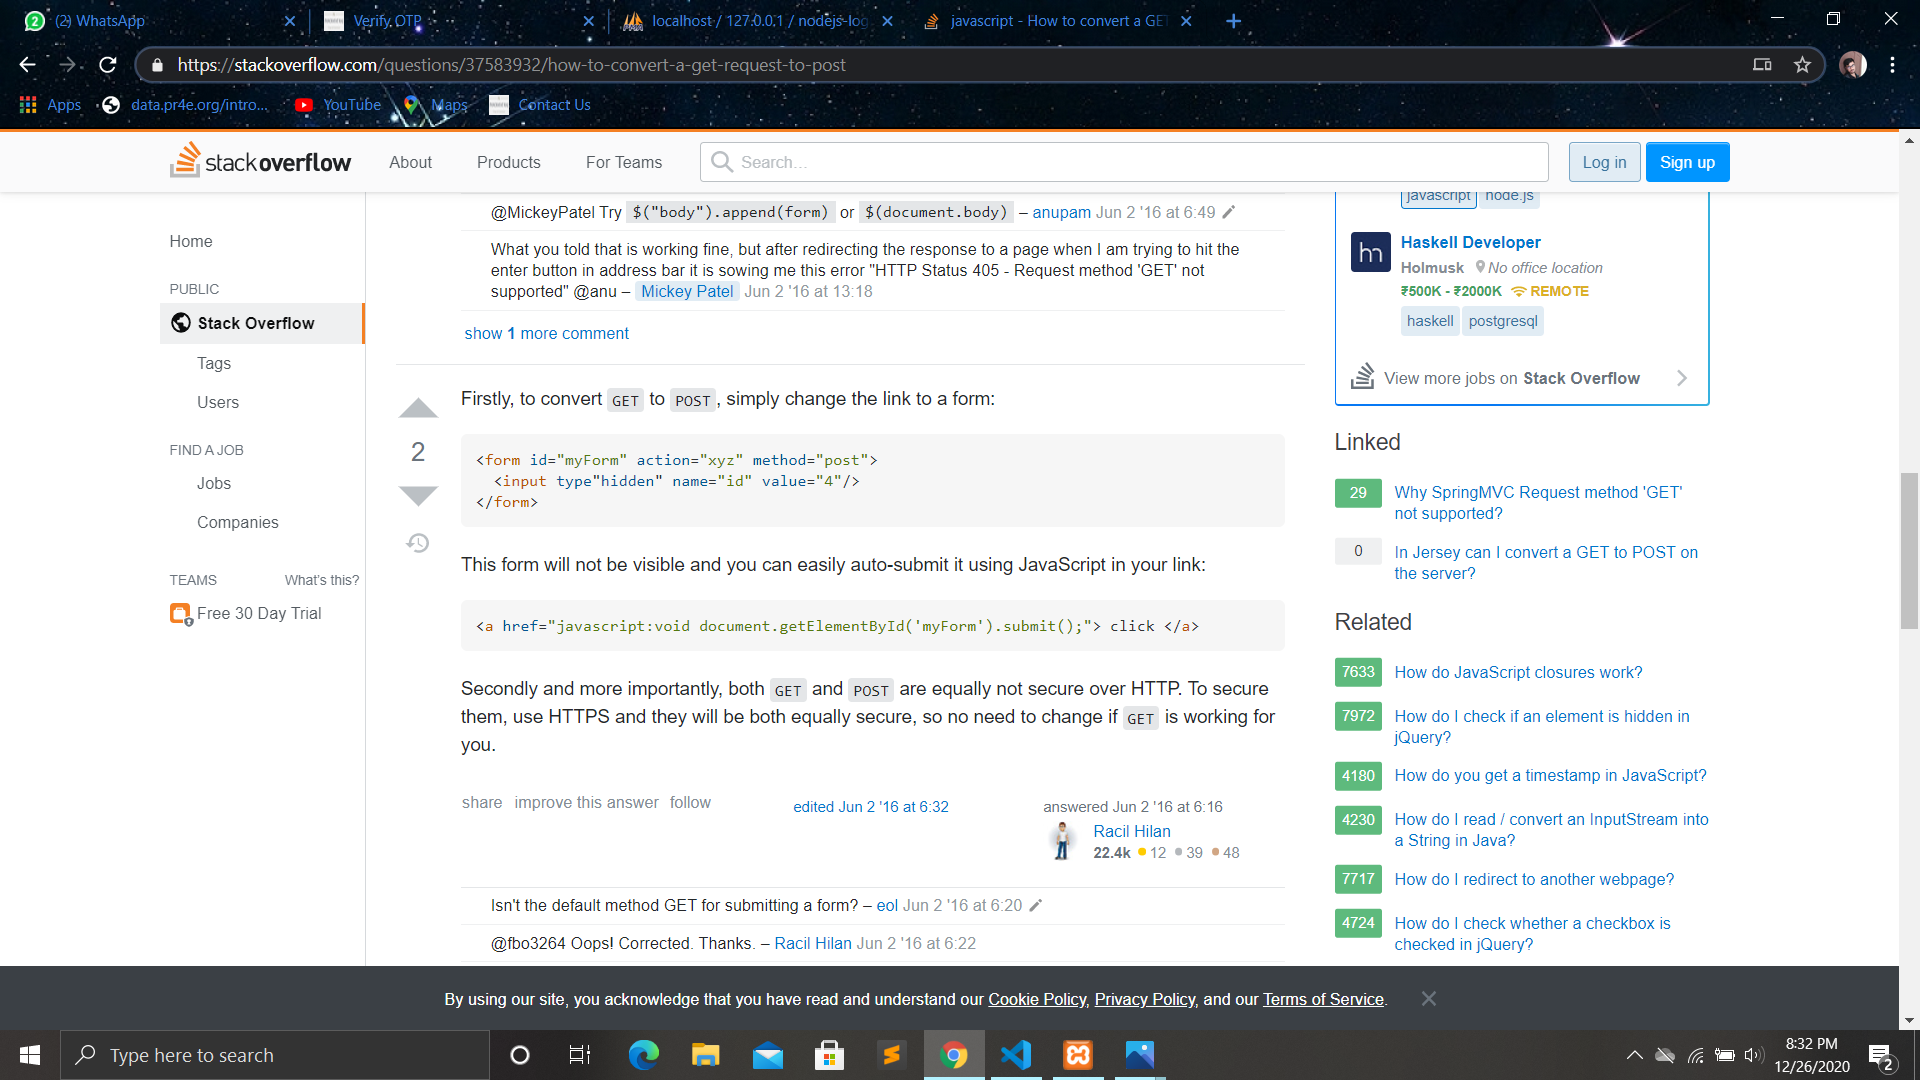 (2) WhatsApp
Verify OTP
localhost / 127.0.0.1 / nodejs-log
javascript - How to convert a GET
https://stackoverflow.com/questions/37583932/how-to-convert-a-get-request-to-post
Apps
data.pr4e.org/intro...
YouTube
Maps
Contact Us
stackoverflow
About
Products
For Teams
Search...
Log in
Sign up
Home
PUBLIC
Stack Overflow
Tags
Users
FIND A JOB
Jobs
Companies
TEAMS
What's this?
Free 30 Day Trial
@MickeyPatel Try $("body").append(form) or $(document.body) – anupam Jun 2 '16 at 6:49
What you told that is working fine, but after redirecting the response to a page when I am trying to hit the
enter button in address bar it is sowing me this error "HTTP Status 405 - Request method 'GET' not
supported" @anu – Mickey Patel Jun 2 '16 at 13:18
show 1 more comment
2
Firstly, to convert GET to POST, simply change the link to a form:
<form id="myForm" action="xyz" method="post">
<input type"hidden" name="id" value="4"/>
</form>
This form will not be visible and you can easily auto-submit it using JavaScript in your link:
<a href="javascript:void document.getElementById('myForm').submit();"> click </a>
Secondly and more importantly, both GET and POST are equally not secure over HTTP. To secure
them, use HTTPS and they will be both equally secure, so no need to change if GET is working for
you.
share improve this answer follow
edited Jun 2 '16 at 6:32
answered Jun 2 '16 at 6:16
Racil Hilan
22.4k 12 39 48
Isn't the default method GET for submitting a form? – eol Jun 2 '16 at 6:20
@fbo3264 Oops! Corrected. Thanks. – Racil Hilan Jun 2 '16 at 6:22
javascript node.js
hn
Haskell Developer
Holmusk No office location
₹500K - ₹2000K REMOTE
haskell postgresql
View more jobs on Stack Overflow
Linked
29 Why SpringMVC Request method 'GET'
not supported?
0 In Jersey can I convert a GET to POST on
the server?
Related
7633 How do JavaScript closures work?
7972 How do I check if an element is hidden in
jQuery?
4180 How do you get a timestamp in JavaScript?
4230 How do I read / convert an InputStream into
a String in Java?
7717 How do I redirect to another webpage?
4724 How do I check whether a checkbox is
checked in jQuery?
By using our site, you acknowledge that you have read and understand our Cookie Policy, Privacy Policy, and our Terms of Service.
Type here to search
8:32 PM
12/26/2020
2